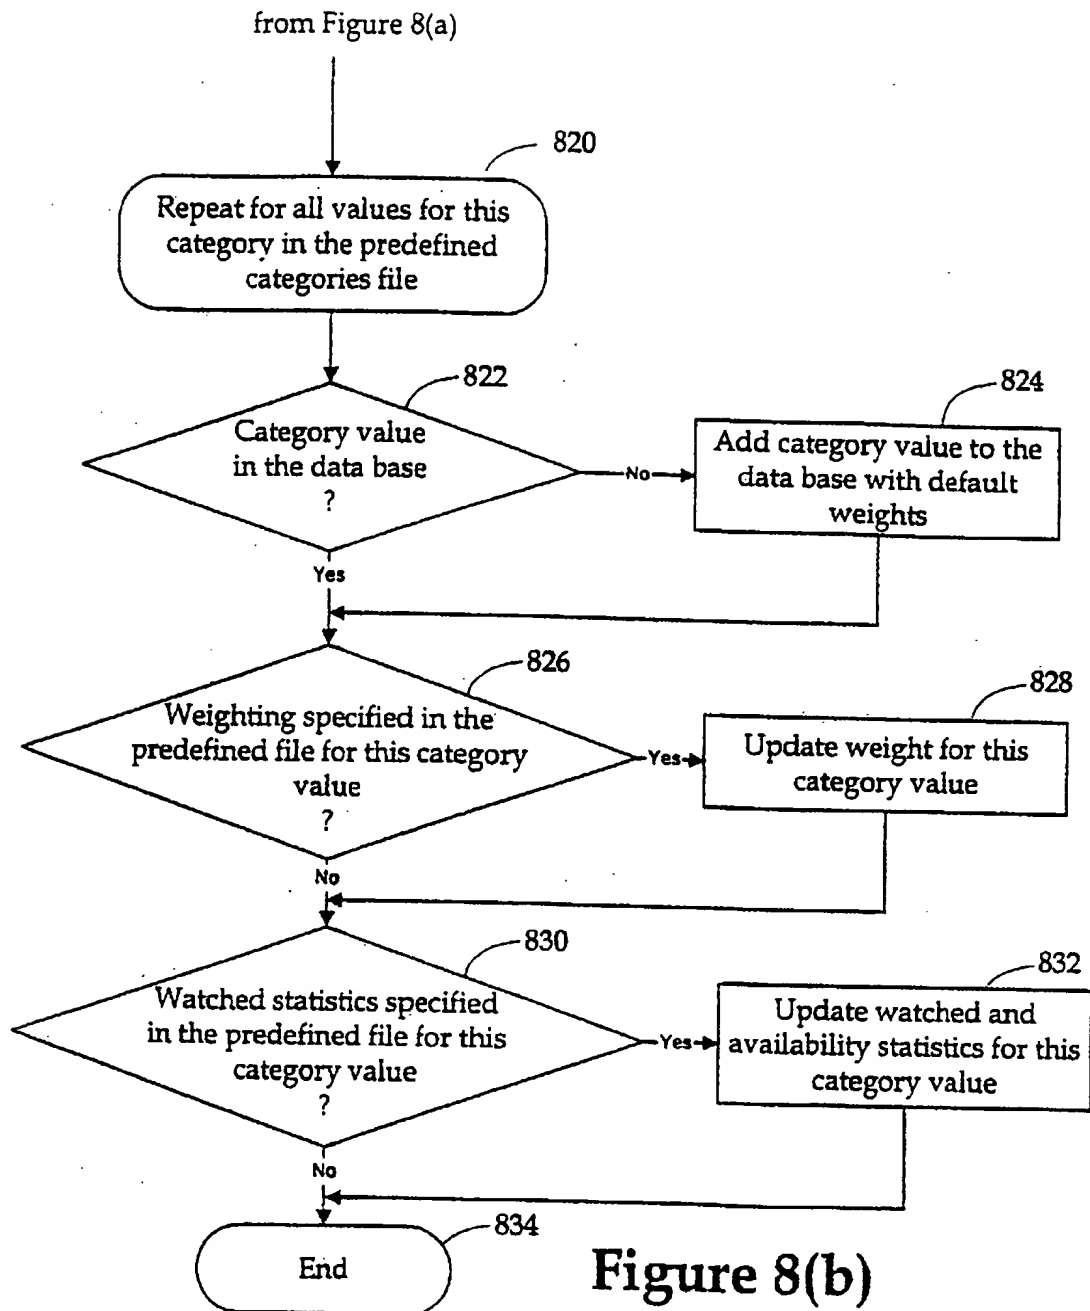 from Figure 8(a)
820
Repeat for all values for this
category in the predefined
categories file
822
Category value
in the data base
?
No
824
Add category value to the
data base with default
weights
Yes
826
Weighting specified in the
predefined file for this category
value
?
Yes
828
Update weight for this
category value
No
830
Watched statistics specified
in the predefined file for this
category value
?
Yes
832
Update watched and
availability statistics for this
category value
No
834
End
Figure 8(b)